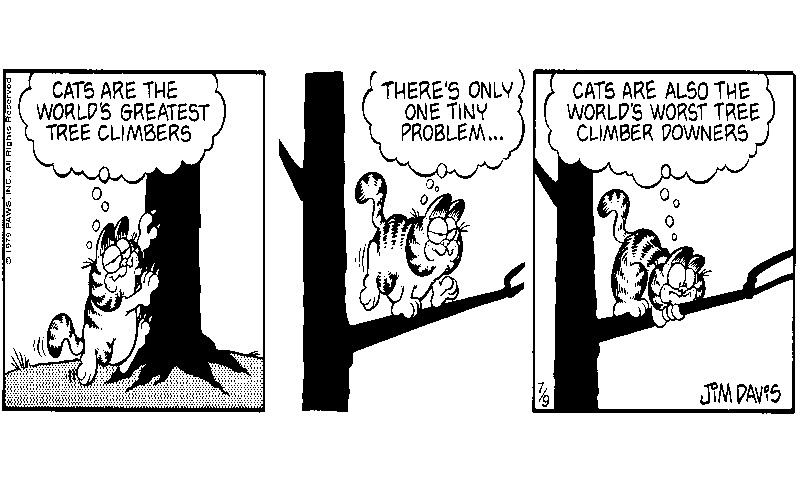 © 1979 PAWS, INC. All Rights Reserved
CATS ARE THE
WORLD'S GREATEST
TREE CLIMBERS
THERE'S ONLY
ONE TINY
PROBLEM...
CATS ARE ALSO THE
WORLD'S WORST TREE
CLIMBER DOWNERS
7/9
JIM DAVIS